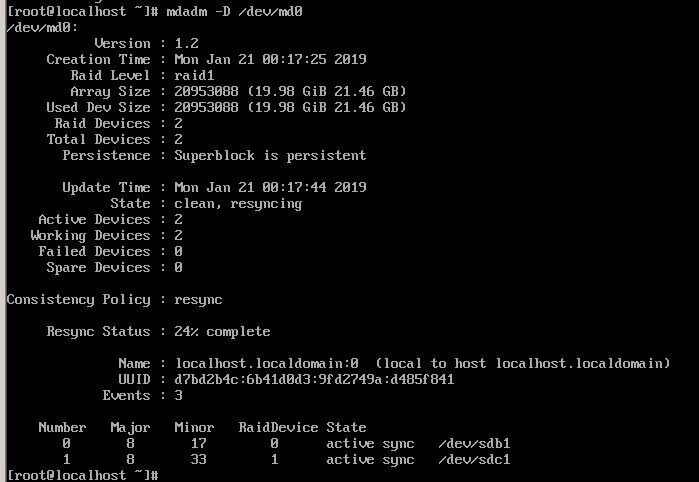 [root@localhost ~]# mdadm -D /dev/md0
/dev/md0:
Version : 1.2
Creation Time : Mon Jan 21 00:17:25 2019
Raid Level : raid1
Array Size : 20953088 (19.98 GiB 21.46 GB)
Used Dev Size : 20953088 (19.98 GiB 21.46 GB)
Raid Devices : 2
Total Devices : 2
Persistence : Superblock is persistent
Update Time : Mon Jan 21 00:17:44 2019
State : clean, resyncing
Active Devices : 2
Working Devices : 2
Failed Devices : 0
Spare Devices : 0
Consistency Policy : resync
Resync Status : 24% complete
Name : localhost.localdomain:0 (local to host localhost.localdomain)
UUID : d7bd2b4c:6b41d0d3:9fd2749a:d485f841
Events : 3
Number Major Minor RaidDevice State
0 8 17 0 active sync /dev/sdb1
1 8 33 1 active sync /dev/sdc1
[root@localhost ~]#